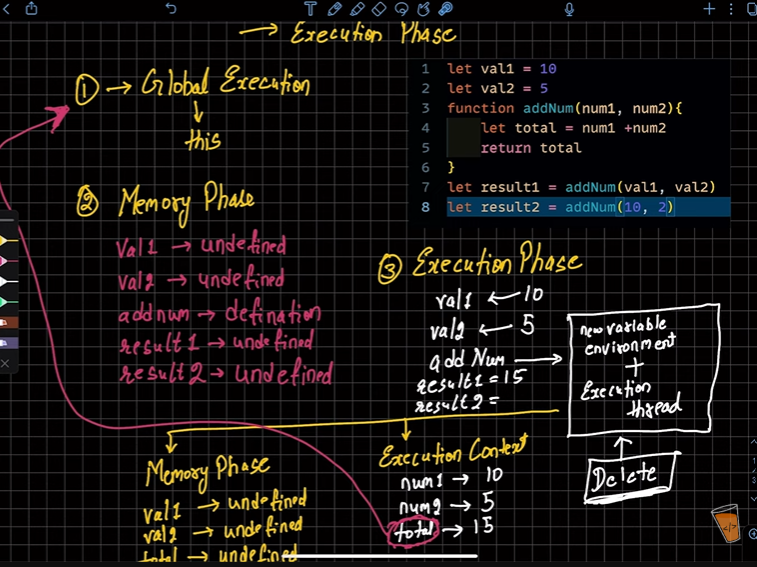 → Execution Phase
① → Global Execution
↓
this
1 let val1 = 10
2 let val2 = 5
3 function addNum(num1, num2){
4 let total = num1 +num2
5 return total
6 }
7 let result1 = addNum(val1, val2)
8 let result2 = addNum(10, 2)
② Memory Phase
Val1 → undefined
val2 → undefined
addnum → defination
result1 → undefined
result2 → undefined
③ Execution Phase
val1 ← 10
val2 ← 5
add Num →
result1 = 15
result2 =
new variable
environment
+
Execution
thread
Delete
Memory Phase
val1 → undefined
val2 → undefined
total → undefined
Execution Context
num1 → 10
num2 → 5
total → 15